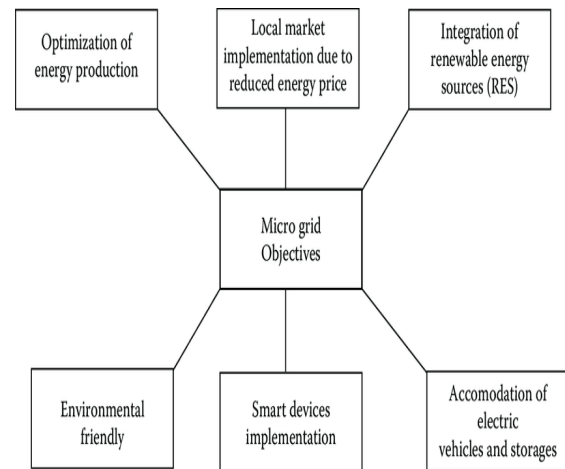 Optimization of
energy production
Local market
implementation due to
reduced energy price
Integration of
renewable energy
sources (RES)
Micro grid
Objectives
Environmental
friendly
Smart devices
implementation
Accomodation of
electric
vehicles and storages